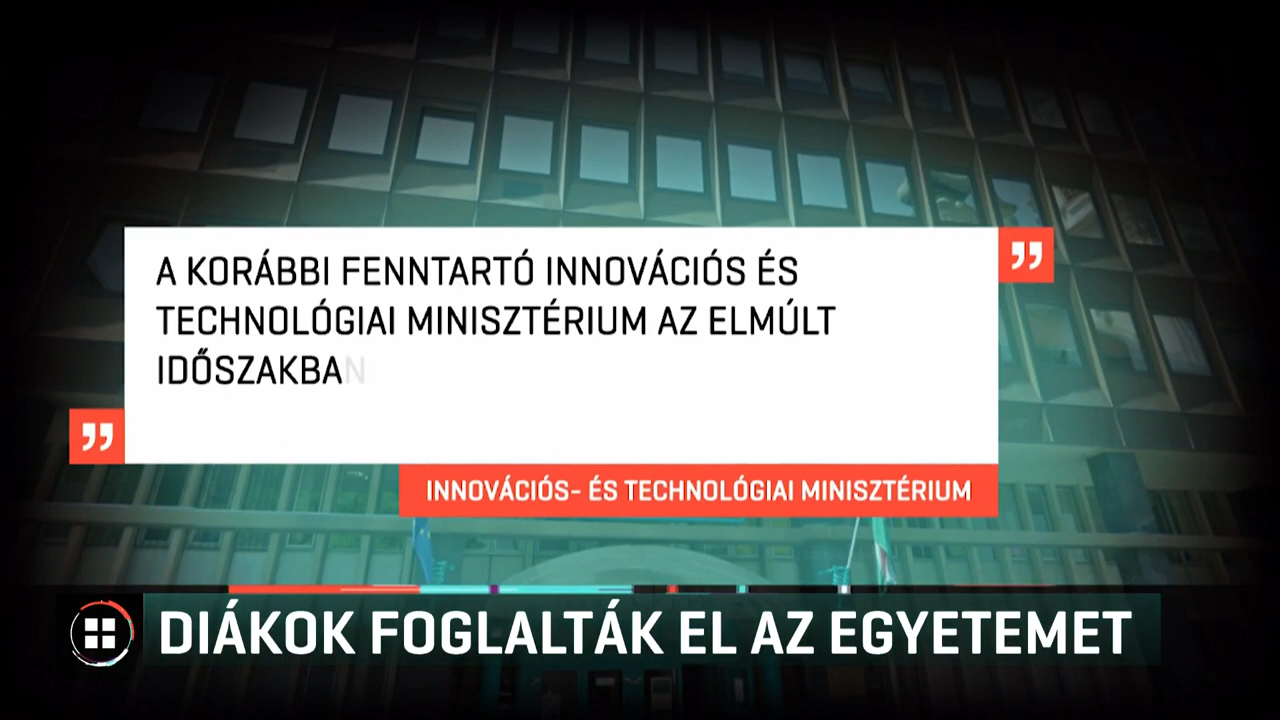 A KORÁBBI FENNTARTÓ INNOVÁCIÓS ÉS
TECHNOLÓGIAI MINISZTÉRIUM AZ ELMÚLT
IDŐSZAKBAN
INNOVÁCIÓS- ÉS TECHNOLÓGIAI MINISZTÉRIUM
DIÁKOK FOGLALTÁK EL AZ EGYETEMET